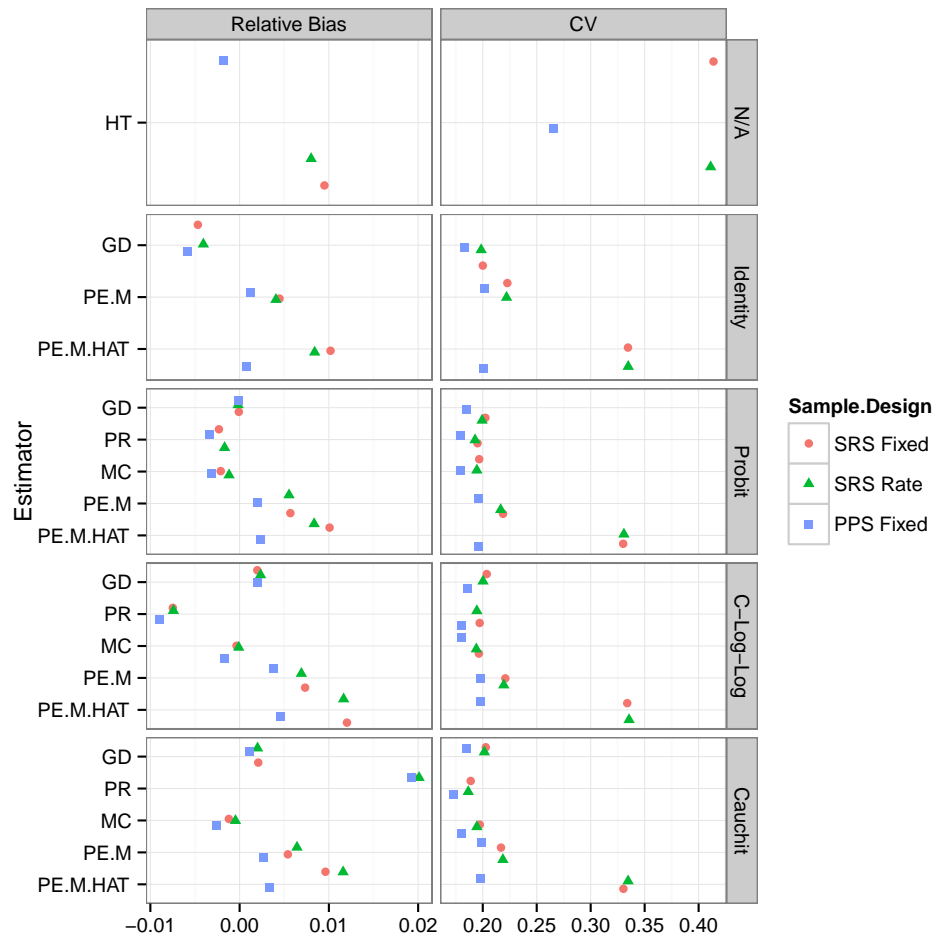 Relative Bias
CV
HT
N/A
GD
PE.M
PE.M.HAT
Identity
GD
PR
MC
PE.M
PE.M.HAT
Probit
GD
PR
MC
PE.M
PE.M.HAT
C−Log−Log
GD
PR
MC
PE.M
PE.M.HAT
Cauchit
Estimator
−0.01 0.00 0.01 0.02 0.20 0.25 0.30 0.35 0.40
Sample.Design
SRS Fixed
SRS Rate
PPS Fixed